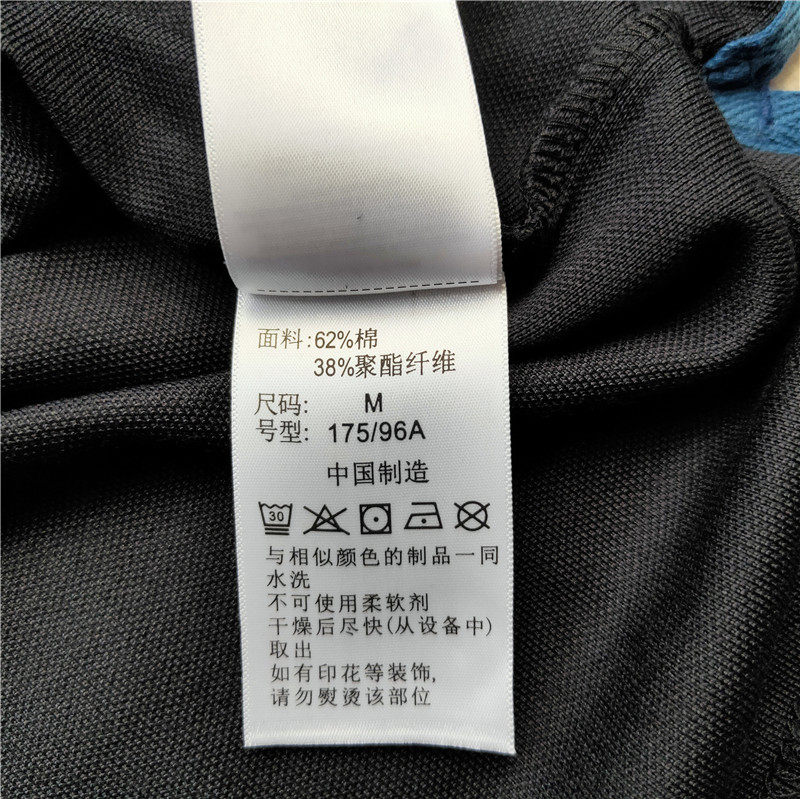 面料:62%棉
38%聚酯纤维
尺码: M
号型: 175/96A
中国制造
30
与相似颜色的制品一同
水洗
不可使用柔软剂
干燥后尽快(从设备中)
取出
如有印花等装饰,
请勿熨烫该部位